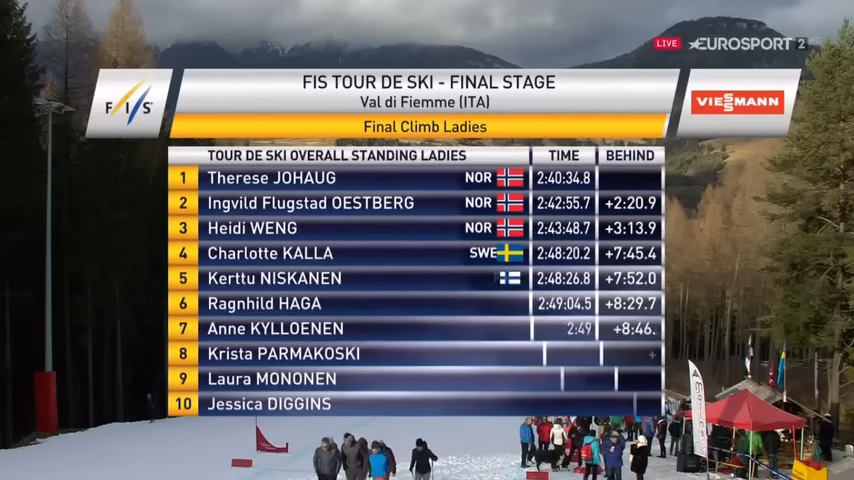 LIVE EUROSPORT 2
FIS
FIS TOUR DE SKI - FINAL STAGE
Val di Fiemme (ITA)
Final Climb Ladies
VIESSMANN
TOUR DE SKI OVERALL STANDING LADIES TIME BEHIND
1 Therese JOHAUG NOR 2:40:34.8
2 Ingvild Flugstad OESTBERG NOR 2:42:55.7 +2:20.9
3 Heidi WENG NOR 2:43:48.7 +3:13.9
4 Charlotte KALLA SWE 2:48:20.2 +7:45.4
5 Kerttu NISKANEN 2:48:26.8 +7:52.0
6 Ragnhild HAGA 2:49:04.5 +8:29.7
7 Anne KYLLOENEN 2:49 +8:46.
8 Krista PARMAKOSKI +
9 Laura MONONEN
10 Jessica DIGGINS